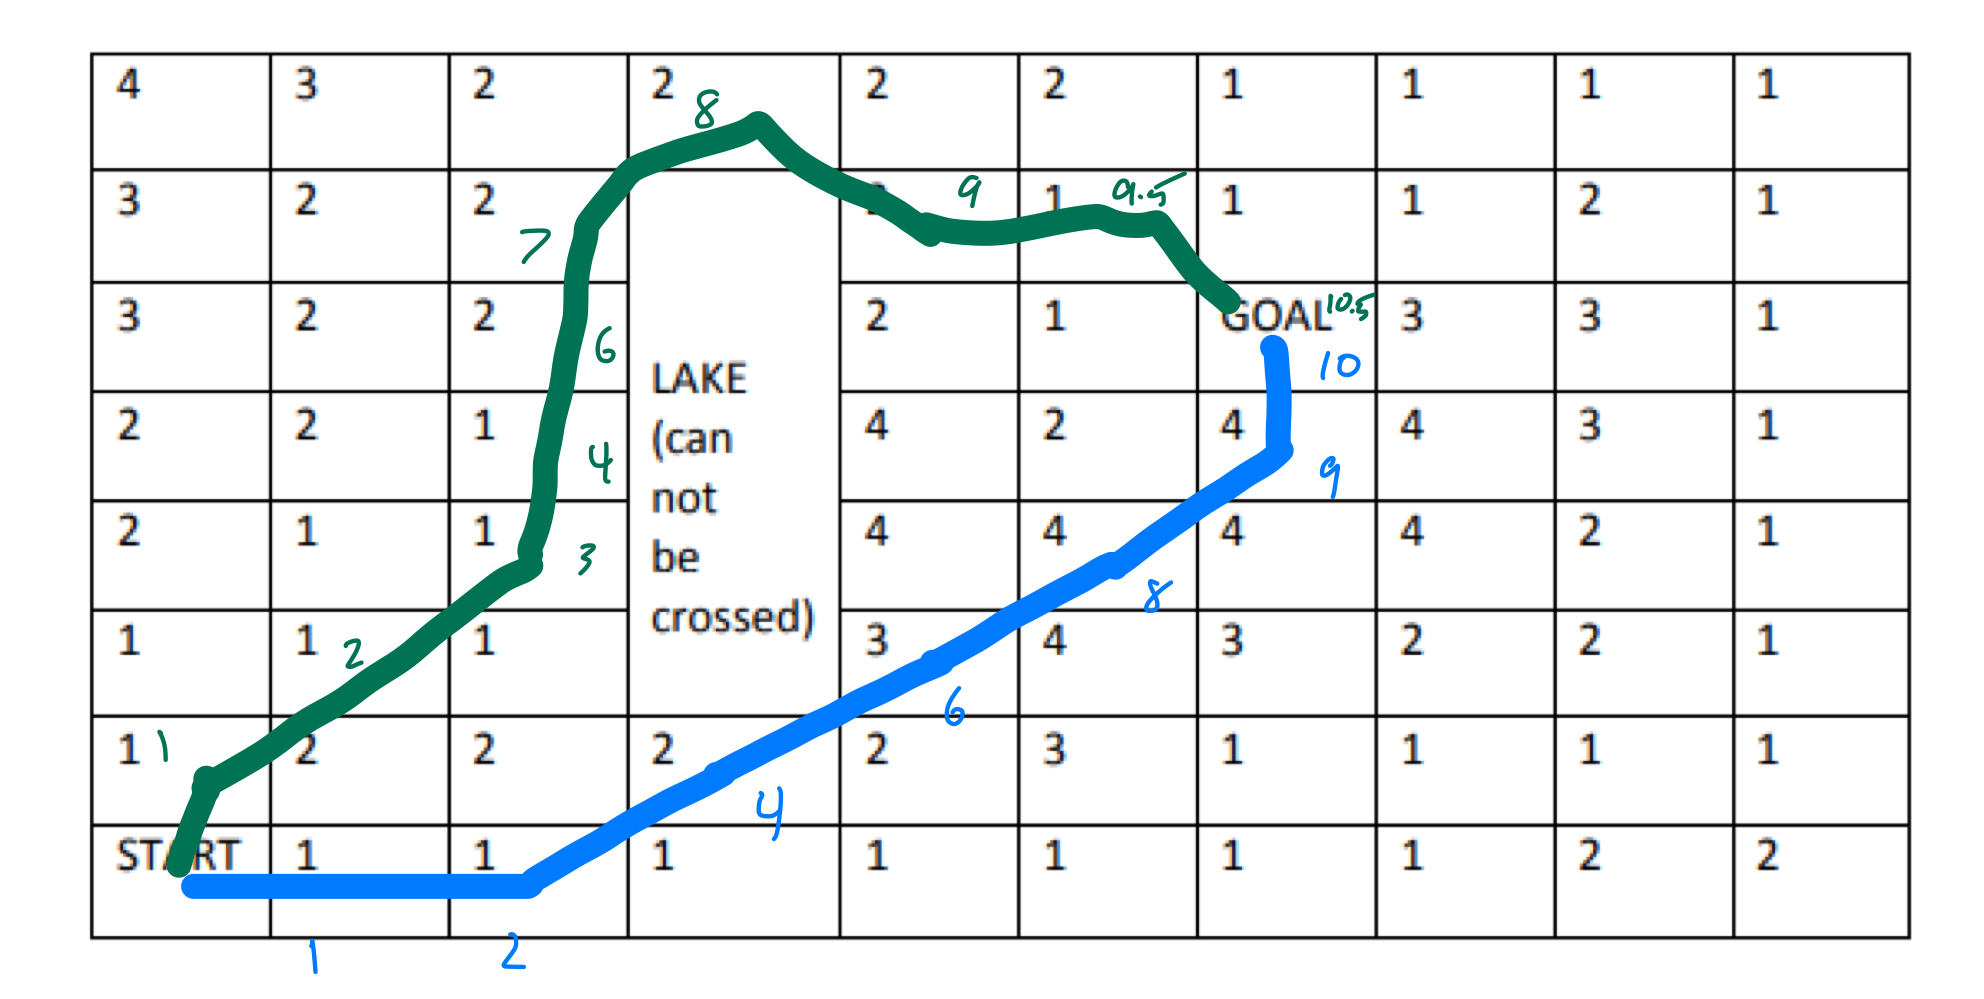 4 3 2 2 8 2 2 1 1 1 1
3 2 2 7 2 9 1 9.5 1 1 2 1
3 2 2 6 2 1 GOAL 10.5 10 3 3 1
LAKE
(can
not
be
crossed)
2 2 1 4 4 2 4 9 4 3 1
2 1 1 3 4 4 8 4 4 2 1
1 1 2 1 3 6 4 3 2 2 1
1 1 2 2 2 4 2 3 1 1 1 1
START 1 1 1 1 1 1 1 2 2
1 2